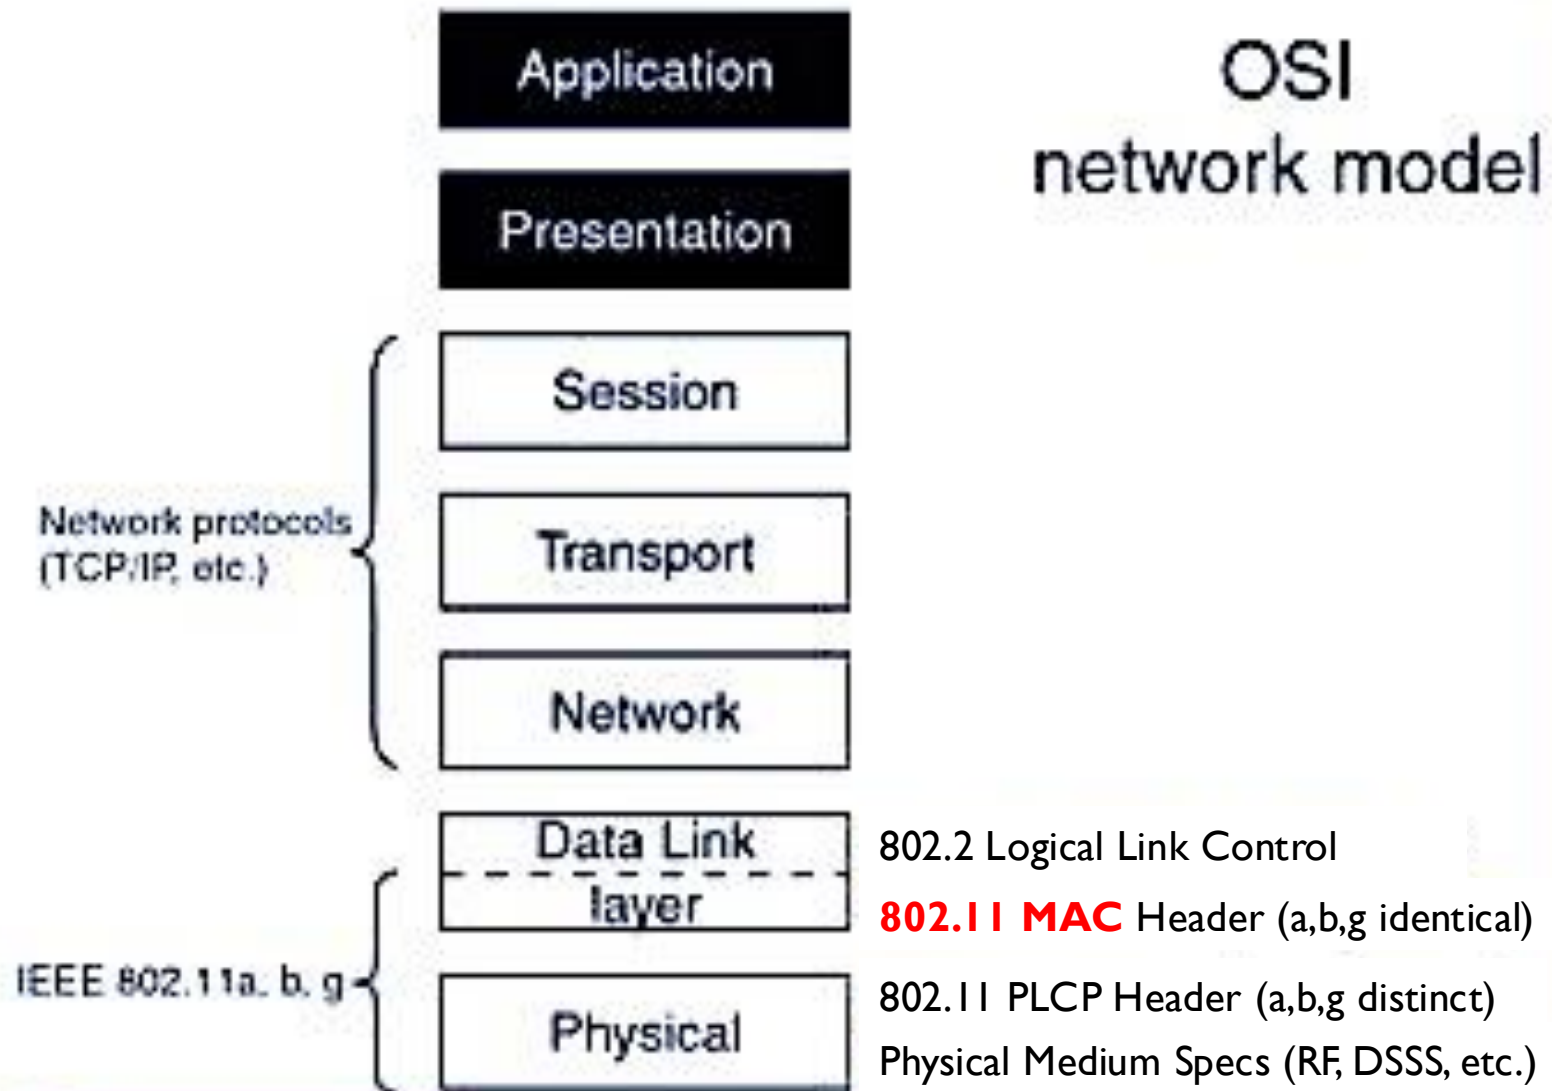 Application
OSI
network model
Presentation
Session
Network protocols
(TCP/IP, etc.)
Transport
Network
Data Link
layer
802.2 Logical Link Control
802.11 MAC Header (a,b,g identical)
IEEE 802.11a, b, g
Physical
802.11 PLCP Header (a,b,g distinct)
Physical Medium Specs (RF, DSSS, etc.)